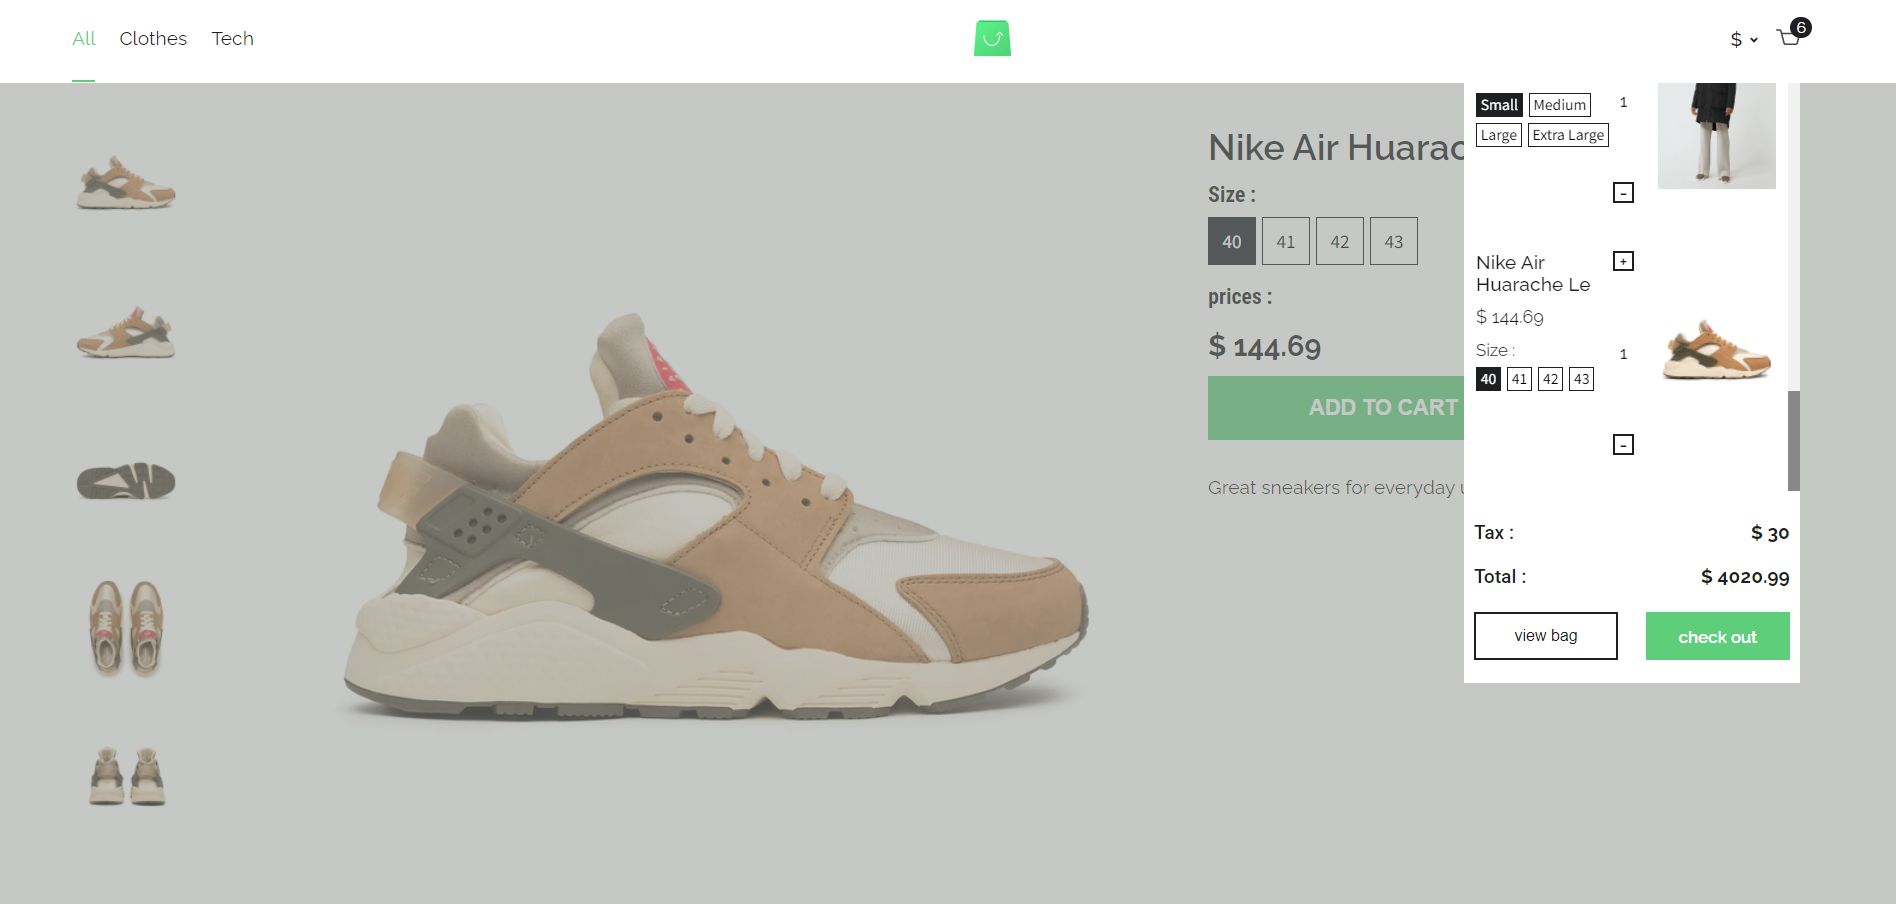 All Clothes Tech
$ 6
Small Medium 1
Large Extra Large
-
Nike Air Huarac
Size :
40 41 42 43
prices :
$ 144.69
ADD TO CART
Great sneakers for everyday
Nike Air +
Huarache Le
$ 144.69
Size : 1
40 41 42 43
-
Tax : $ 30
Total : $ 4020.99
view bag check out